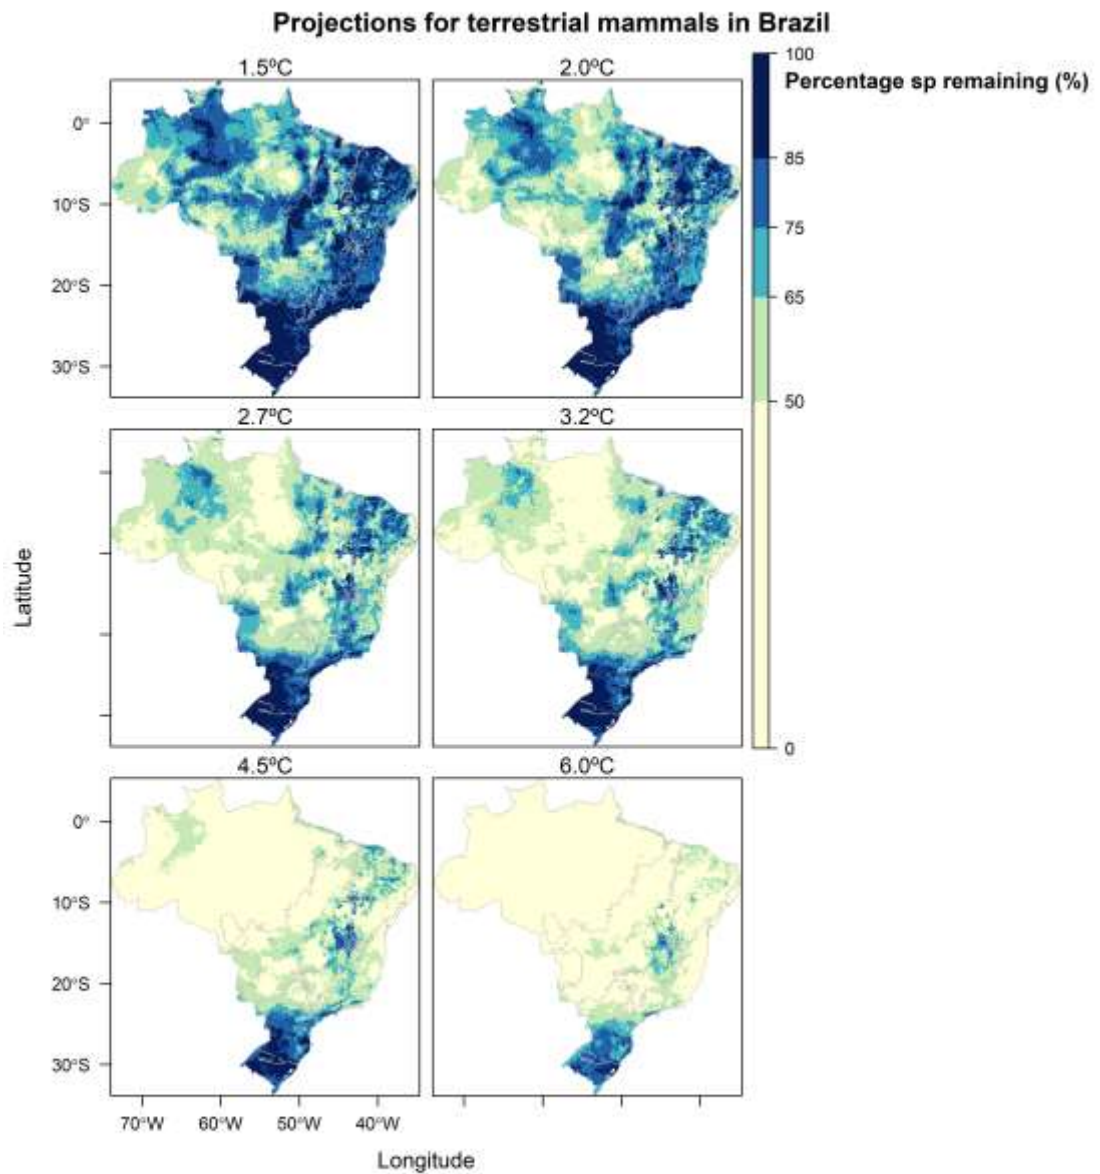 Projections for terrestrial mammals in Brazil
1.5ºC
2.0ºC
100
Percentage sp remaining (%)
85
75
65
50
0
0°
10°S
20°S
30°S
2.7ºC
3.2ºC
Latitude
4.5ºC
6.0ºC
0°
10°S
20°S
30°S
70°W 60°W 50°W 40°W
Longitude